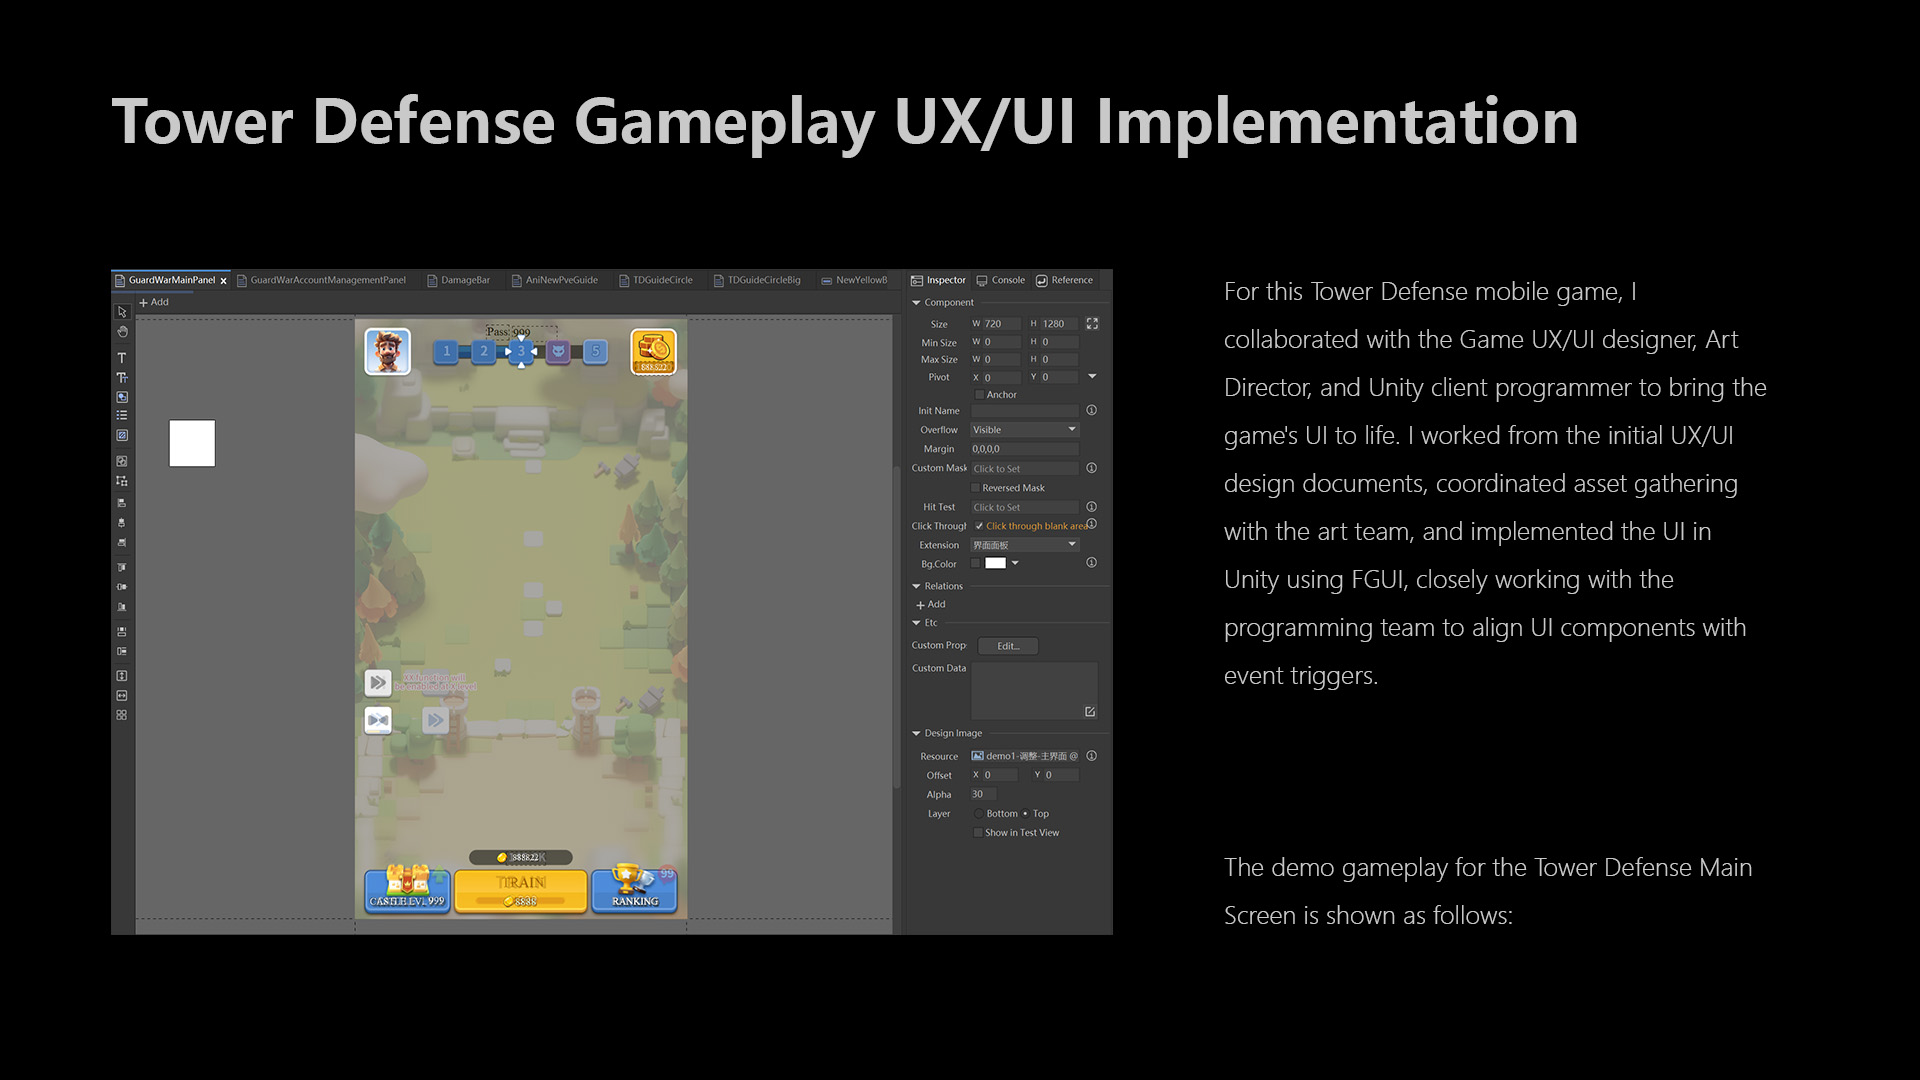 Tower Defense Gameplay UX/UI Implementation
GuardWarMainPanel x GuardWarAccountManagementPanel DamageBar AniNewPveGuide TDGuideCircle TDGuideCircleBig NewYellowB
+ Add
Pass: 999
1 2 3 5
XX function will
be enabled at x level
TRAIN
8888
CASTLE LV. 999
RANKING
99
Inspector Console Reference
Component
Size W 720 H 1280
Min Size W 0 H 0
Max Size W 0 H 0
Pivot X 0 Y 0
Anchor
Init Name
Overflow Visible
Margin 0,0,0,0
Custom Mask Click to Set
Reversed Mask
Hit Test Click to Set
Click Through Click through blank area
Extension 界面面板
Bg.Color
Relations
+ Add
Etc
Custom Prop Edit...
Custom Data
Design Image
Resource demo1-调整-主界面 @
Offset X 0 Y 0
Alpha 30
Layer Bottom Top
Show in Test View
For this Tower Defense mobile game, I
collaborated with the Game UX/UI designer, Art
Director, and Unity client programmer to bring the
game's UI to life. I worked from the initial UX/UI
design documents, coordinated asset gathering
with the art team, and implemented the UI in
Unity using FGUI, closely working with the
programming team to align UI components with
event triggers.
The demo gameplay for the Tower Defense Main
Screen is shown as follows: